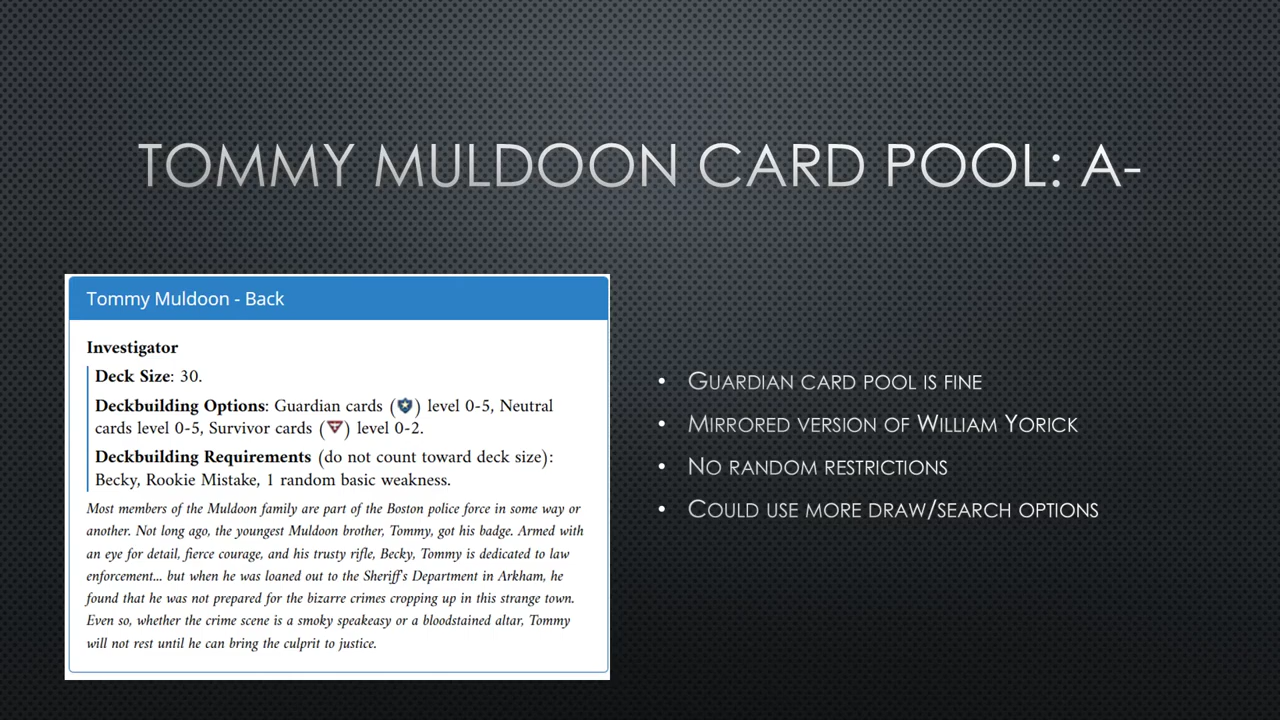 TOMMY MULDOON CARD POOL: A-
Tommy Muldoon - Back
Investigator
Deck Size: 30.
Deckbuilding Options: Guardian cards () level 0-5, Neutral
cards level 0-5, Survivor cards () level 0-2.
Deckbuilding Requirements (do not count toward deck size):
Becky, Rookie Mistake, 1 random basic weakness.
Most members of the Muldoon family are part of the Boston police force in some way or
another. Not long ago, the youngest Muldoon brother, Tommy, got his badge. Armed with
an eye for detail, fierce courage, and his trusty rifle, Becky, Tommy is dedicated to law
enforcement... but when he was loaned out to the Sheriff's Department in Arkham, he
found that he was not prepared for the bizarre crimes cropping up in this strange town.
Even so, whether the crime scene is a smoky speakeasy or a bloodstained altar, Tommy
will not rest until he can bring the culprit to justice.
• GUARDIAN CARD POOL IS FINE
• MIRRORED VERSION OF WILLIAM YORICK
• NO RANDOM RESTRICTIONS
• COULD USE MORE DRAW/SEARCH OPTIONS